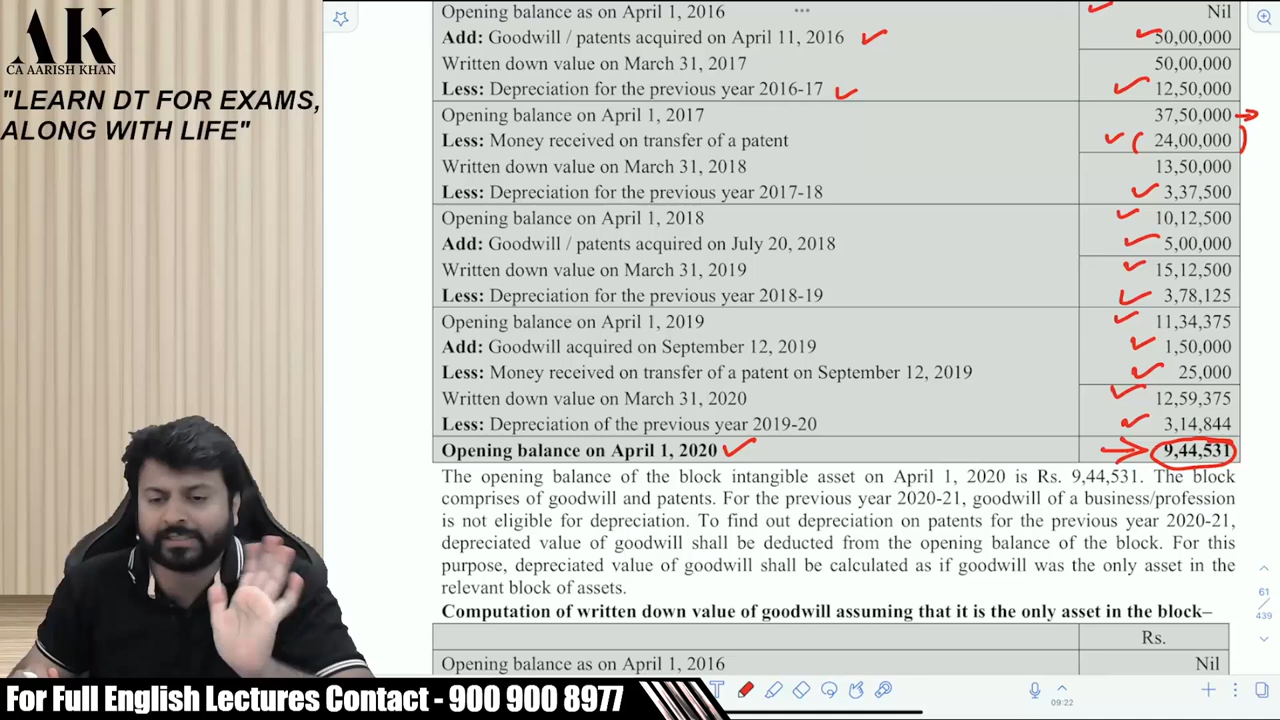 AK
CA AARISH KHAN
"LEARN DT FOR EXAMS,
ALONG WITH LIFE"
Opening balance as on April 1, 2016 Nil
Add: Goodwill / patents acquired on April 11, 2016 50,00,000
Written down value on March 31, 2017 50,00,000
Less: Depreciation for the previous year 2016-17 12,50,000
Opening balance on April 1, 2017 37,50,000
Less: Money received on transfer of a patent 24,00,000
Written down value on March 31, 2018 13,50,000
Less: Depreciation for the previous year 2017-18 3,37,500
Opening balance on April 1, 2018 10,12,500
Add: Goodwill / patents acquired on July 20, 2018 5,00,000
Written down value on March 31, 2019 15,12,500
Less: Depreciation for the previous year 2018-19 3,78,125
Opening balance on April 1, 2019 11,34,375
Add: Goodwill acquired on September 12, 2019 1,50,000
Less: Money received on transfer of a patent on September 12, 2019 25,000
Written down value on March 31, 2020 12,59,375
Less: Depreciation of the previous year 2019-20 3,14,844
Opening balance on April 1, 2020 9,44,531
The opening balance of the block intangible asset on April 1, 2020 is Rs. 9,44,531. The block
comprises of goodwill and patents. For the previous year 2020-21, goodwill of a business/profession
is not eligible for depreciation. To find out depreciation on patents for the previous year 2020-21,
depreciated value of goodwill shall be deducted from the opening balance of the block. For this
purpose, depreciated value of goodwill shall be calculated as if goodwill was the only asset in the
relevant block of assets.
Computation of written down value of goodwill assuming that it is the only asset in the block–
Rs.
Opening balance as on April 1, 2016 Nil
61
439
09:22
For Full English Lectures Contact - 900 900 8977